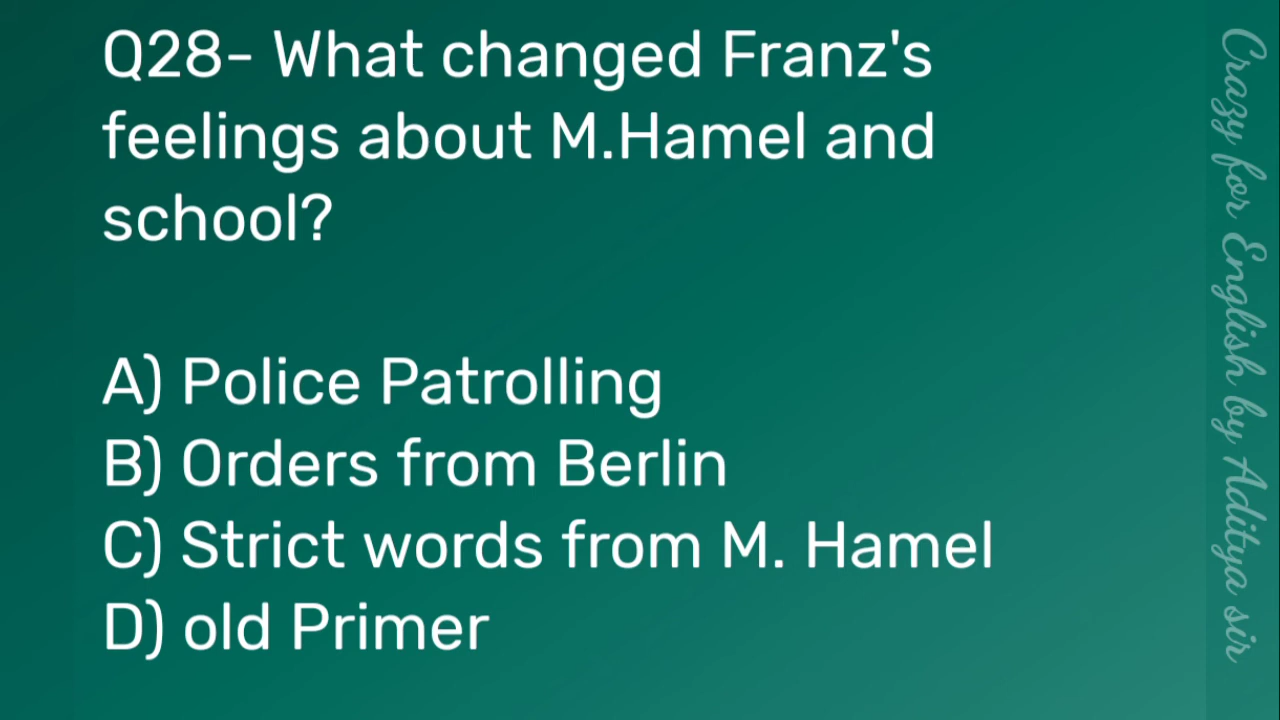 Q28- What changed Franz's
feelings about M.Hamel and
school?
A) Police Patrolling
B) Orders from Berlin
C) Strict words from M. Hamel
D) old Primer
Crazy for English by Aditya sir